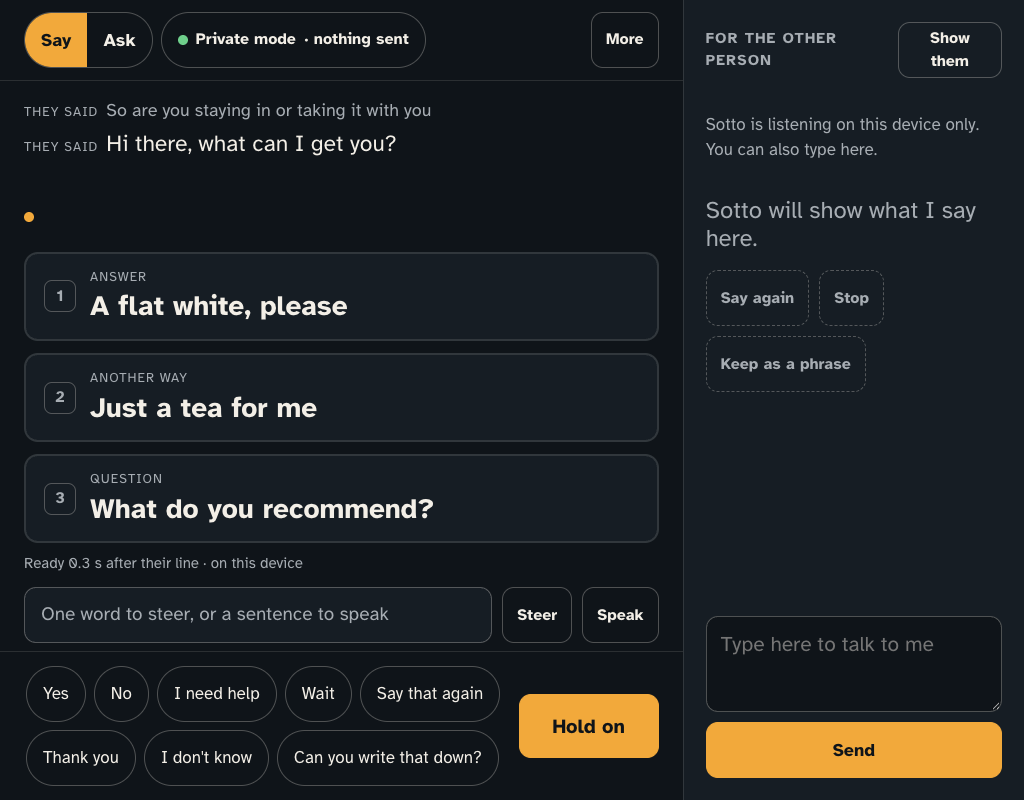 Say
Ask
Private mode · nothing sent
More
THEY SAID So are you staying in or taking it with you
THEY SAID Hi there, what can I get you?
1
ANSWER
A flat white, please
2
ANOTHER WAY
Just a tea for me
3
QUESTION
What do you recommend?
Ready 0.3 s after their line · on this device
One word to steer, or a sentence to speak
Steer
Speak
Yes
No
I need help
Wait
Say that again
Thank you
I don't know
Can you write that down?
Hold on
FOR THE OTHER
PERSON
Show
them
Sotto is listening on this device only.
You can also type here.
Sotto will show what I say
here.
Say again
Stop
Keep as a phrase
Type here to talk to me
Send